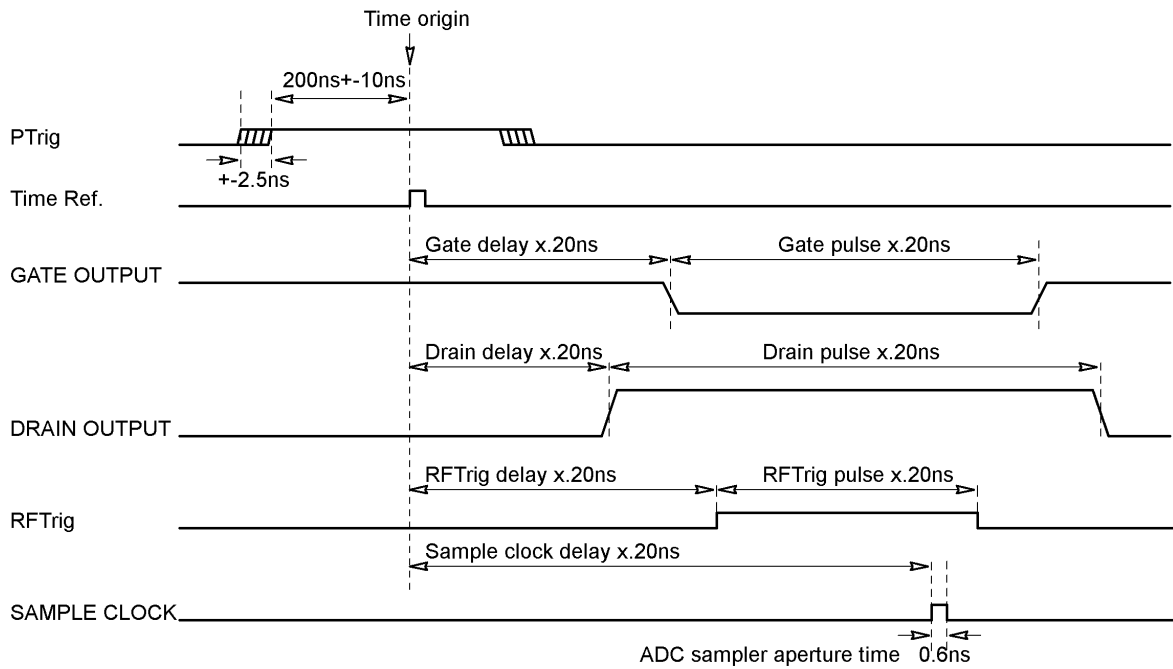 Time origin
200ns+-10ns
PTrig
+-2.5ns
Time Ref.
Gate delay x.20ns
Gate pulse x.20ns
GATE OUTPUT
Drain delay x.20ns
Drain pulse x.20ns
DRAIN OUTPUT
RFTrig delay x.20ns
RFTrig pulse x.20ns
RFTrig
Sample clock delay x.20ns
SAMPLE CLOCK
ADC sampler aperture time 0.6ns